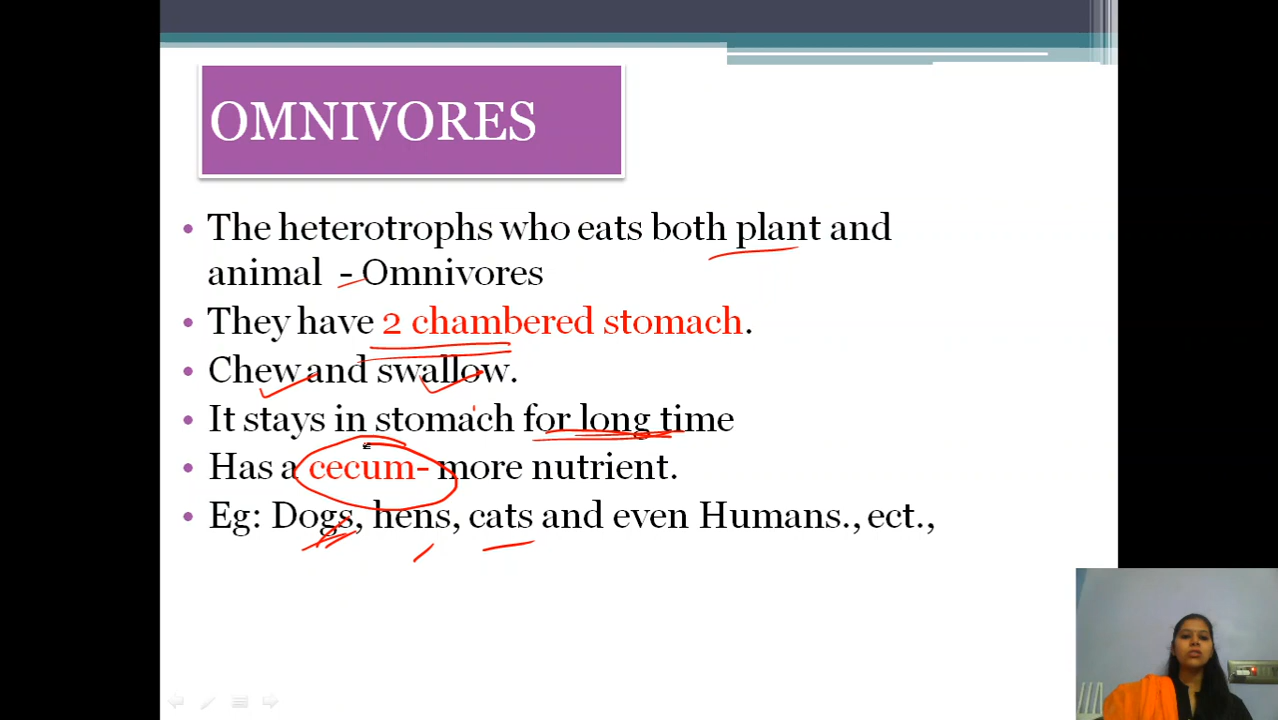 OMNIVORES
The heterotrophs who eats both plant and
animal - Omnivores
They have 2 chambered stomach.
Chew and swallow.
It stays in stomach for long time
Has a cecum- more nutrient.
Eg: Dogs, hens, cats and even Humans., ect.,